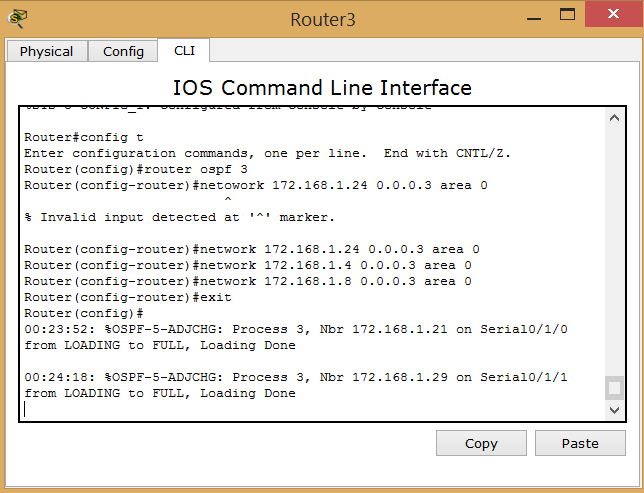 Router3
Physical Config CLI
IOS Command Line Interface
Router#config t
Enter configuration commands, one per line.  End with CNTL/Z.
Router(config)#router ospf 3
Router(config-router)#netowork 172.168.1.24 0.0.0.3 area 0
^
% Invalid input detected at '^' marker.
Router(config-router)#network 172.168.1.24 0.0.0.3 area 0
Router(config-router)#network 172.168.1.4 0.0.0.3 area 0
Router(config-router)#network 172.168.1.8 0.0.0.3 area 0
Router(config-router)#exit
Router(config)#
00:23:52: %OSPF-5-ADJCHG: Process 3, Nbr 172.168.1.21 on Serial0/1/0
from LOADING to FULL, Loading Done
00:24:18: %OSPF-5-ADJCHG: Process 3, Nbr 172.168.1.29 on Serial0/1/1
from LOADING to FULL, Loading Done
Copy Paste